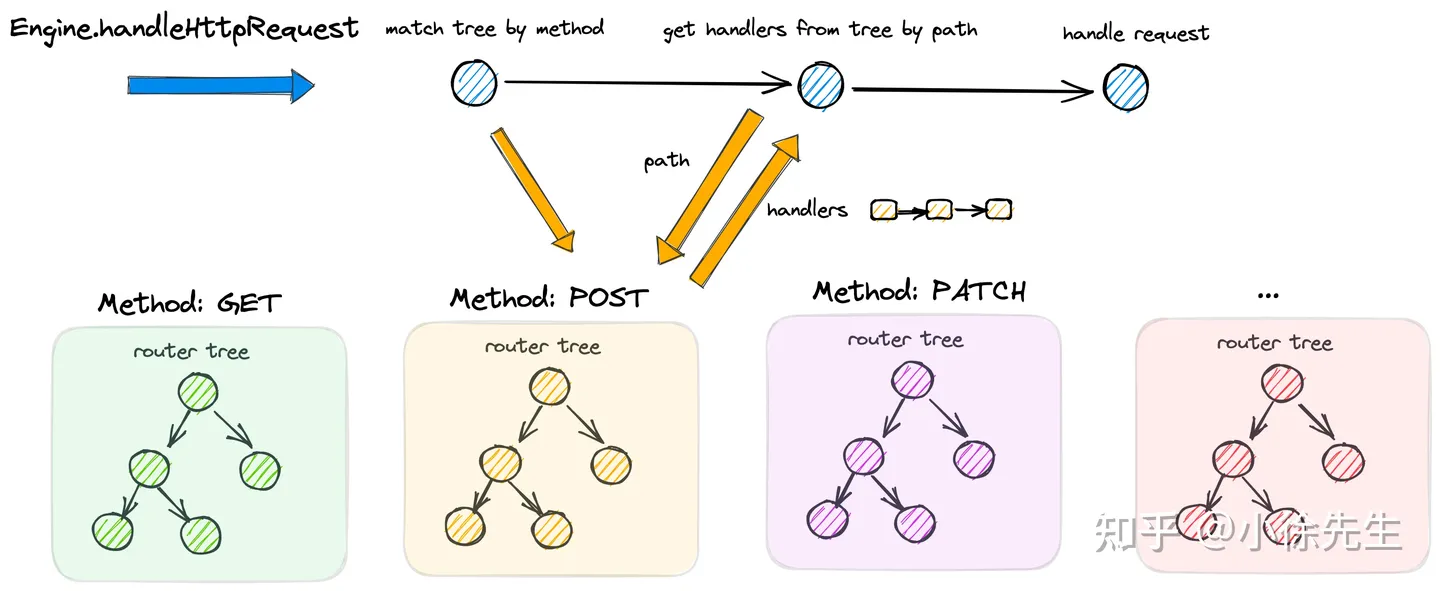 Engine.handleHttpRequest
match tree by method
get handlers from tree by path
handle request
path
handlers
Method: GET
Method: POST
Method: PATCH
...
router tree
router tree
router tree
router tree
知乎 @小徐先生